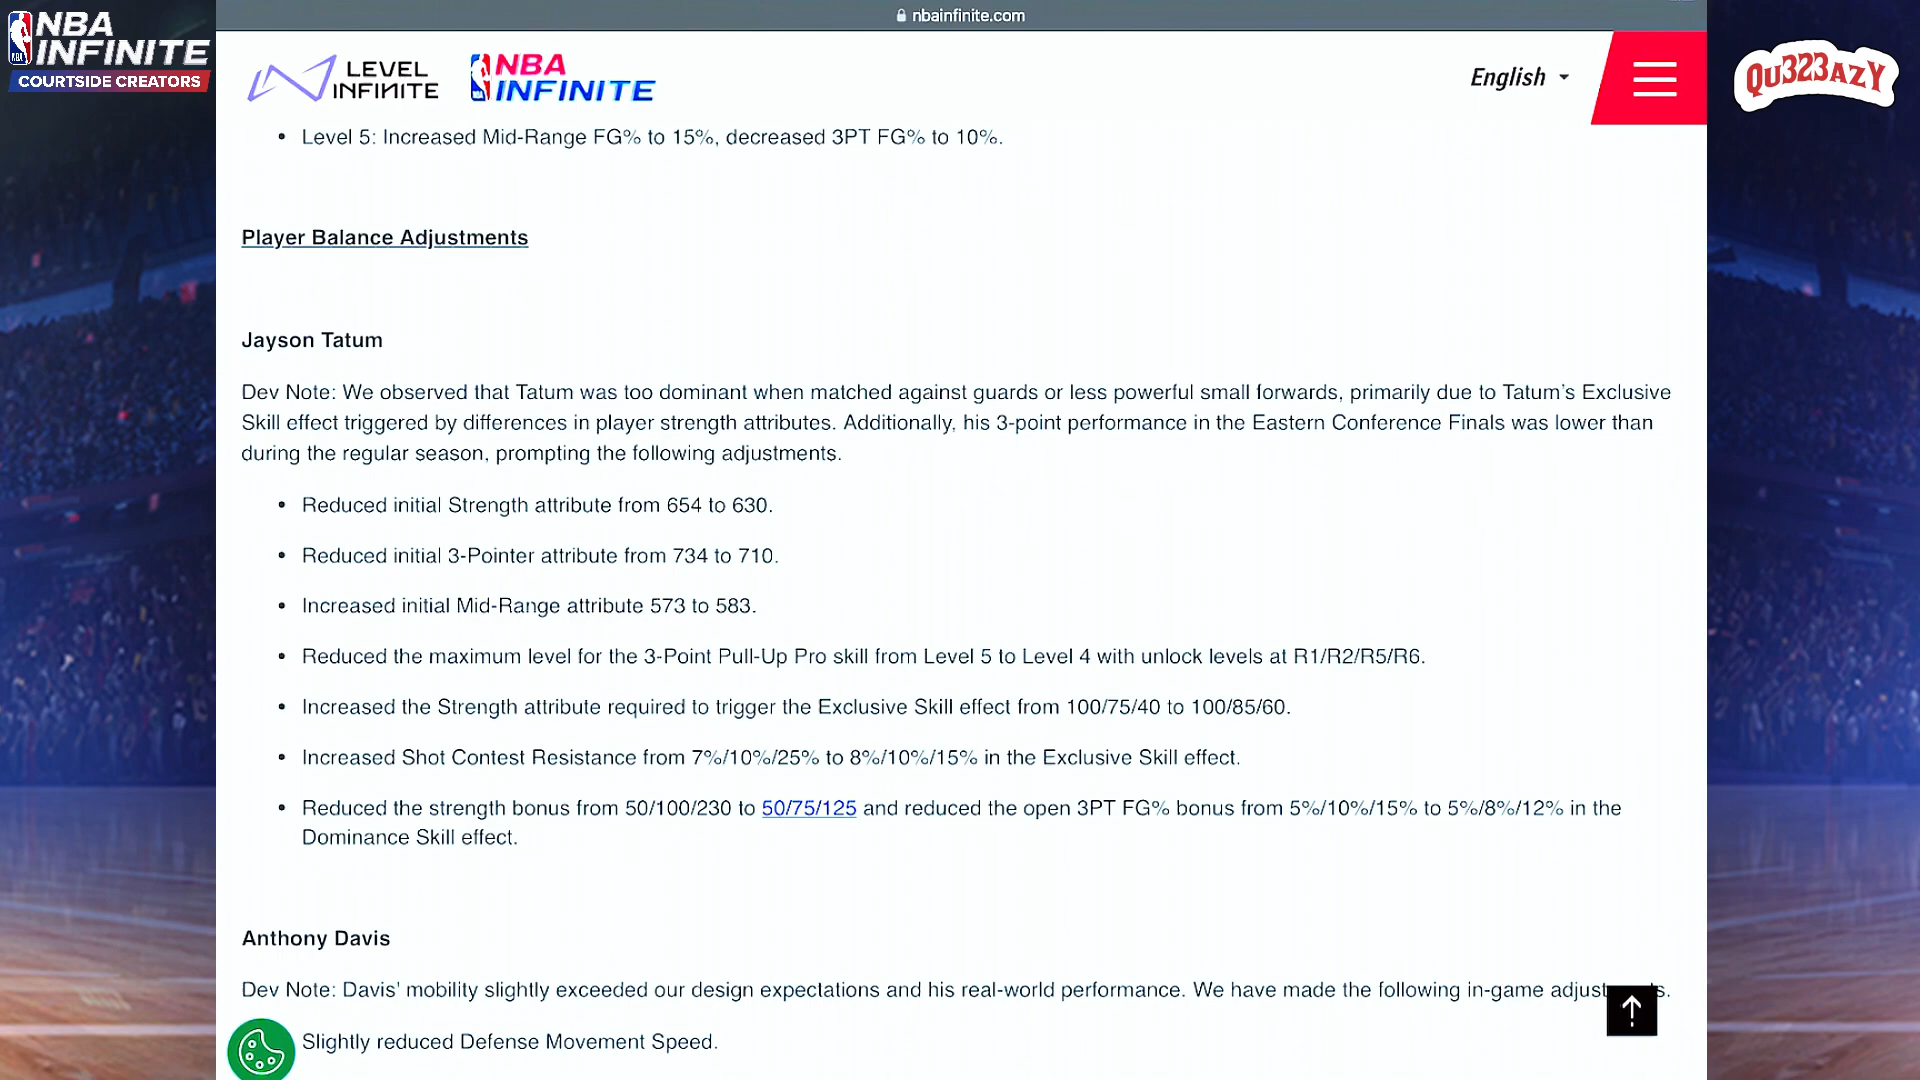 nbainfinite.com
NBA
INFINITE
COURTSIDE CREATORS
LEVEL
INFINITE
NBA
INFINITE
English
QU323AZY
• Level 5: Increased Mid-Range FG% to 15%, decreased 3PT FG% to 10%.
Player Balance Adjustments
Jayson Tatum
Dev Note: We observed that Tatum was too dominant when matched against guards or less powerful small forwards, primarily due to Tatum's Exclusive
Skill effect triggered by differences in player strength attributes. Additionally, his 3-point performance in the Eastern Conference Finals was lower than
during the regular season, prompting the following adjustments.
• Reduced initial Strength attribute from 654 to 630.
• Reduced initial 3-Pointer attribute from 734 to 710.
• Increased initial Mid-Range attribute 573 to 583.
• Reduced the maximum level for the 3-Point Pull-Up Pro skill from Level 5 to Level 4 with unlock levels at R1/R2/R5/R6.
• Increased the Strength attribute required to trigger the Exclusive Skill effect from 100/75/40 to 100/85/60.
• Increased Shot Contest Resistance from 7%/10%/25% to 8%/10%/15% in the Exclusive Skill effect.
• Reduced the strength bonus from 50/100/230 to 50/75/125 and reduced the open 3PT FG% bonus from 5%/10%/15% to 5%/8%/12% in the
Dominance Skill effect.
Anthony Davis
Dev Note: Davis' mobility slightly exceeded our design expectations and his real-world performance. We have made the following in-game
Slightly reduced Defense Movement Speed.